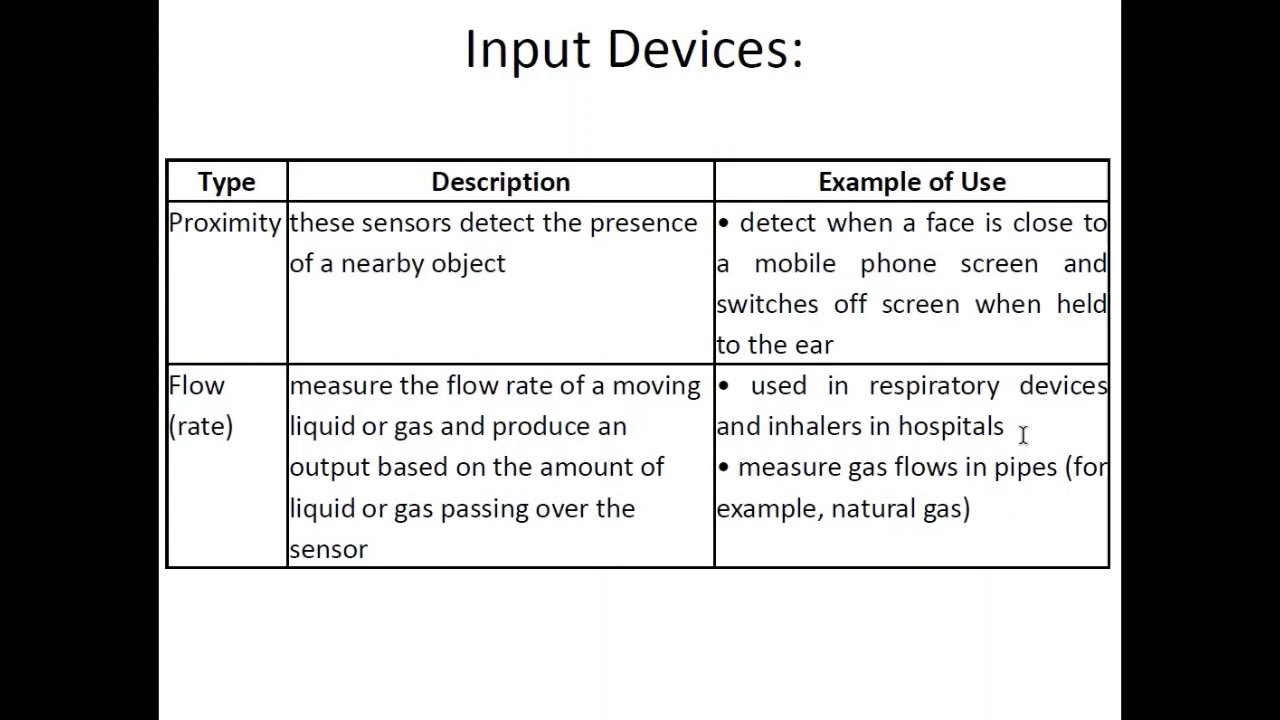 Input Devices:
Type
Description
Example of Use
Proximity
these sensors detect the presence
of a nearby object
• detect when a face is close to
a mobile phone screen and
switches off screen when held
to the ear
Flow
(rate)
measure the flow rate of a moving
liquid or gas and produce an
output based on the amount of
liquid or gas passing over the
sensor
• used in respiratory devices
and inhalers in hospitals
• measure gas flows in pipes (for
example, natural gas)